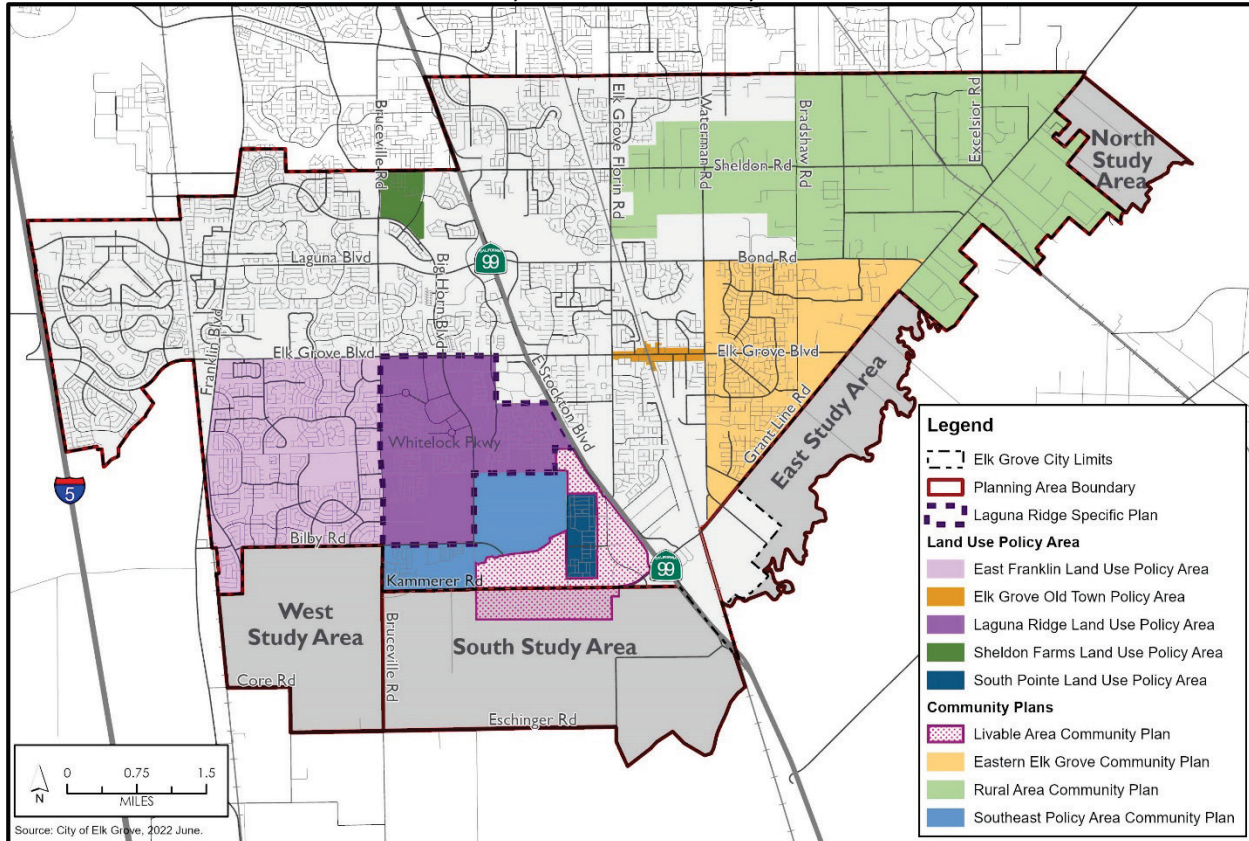 Bruceville Rd
Elk Grove Florin Rd
Waterman Rd
Bradshaw Rd
Excelsior Rd
North
Study
Area
Sheldon Rd
Laguna Blvd
Big Horn Blvd
CALIFORNIA
99
Bond Rd
Franklin Blvd
Elk Grove Blvd
E Stockton Blvd
Elk Grove Blvd
Grant Line Rd
East Study Area
Whitelock Pkwy
5
Bilby Rd
Kammerer Rd
CALIFORNIA
99
West
Study Area
Bruceville Rd
South Study Area
Core Rd
Eschinger Rd
Legend
Elk Grove City Limits
Planning Area Boundary
Laguna Ridge Specific Plan
Land Use Policy Area
East Franklin Land Use Policy Area
Elk Grove Old Town Policy Area
Laguna Ridge Land Use Policy Area
Sheldon Farms Land Use Policy Area
South Pointe Land Use Policy Area
Community Plans
Livable Area Community Plan
Eastern Elk Grove Community Plan
Rural Area Community Plan
Southeast Policy Area Community Plan
N
0 0.75 1.5
MILES
Source: City of Elk Grove, 2022 June.